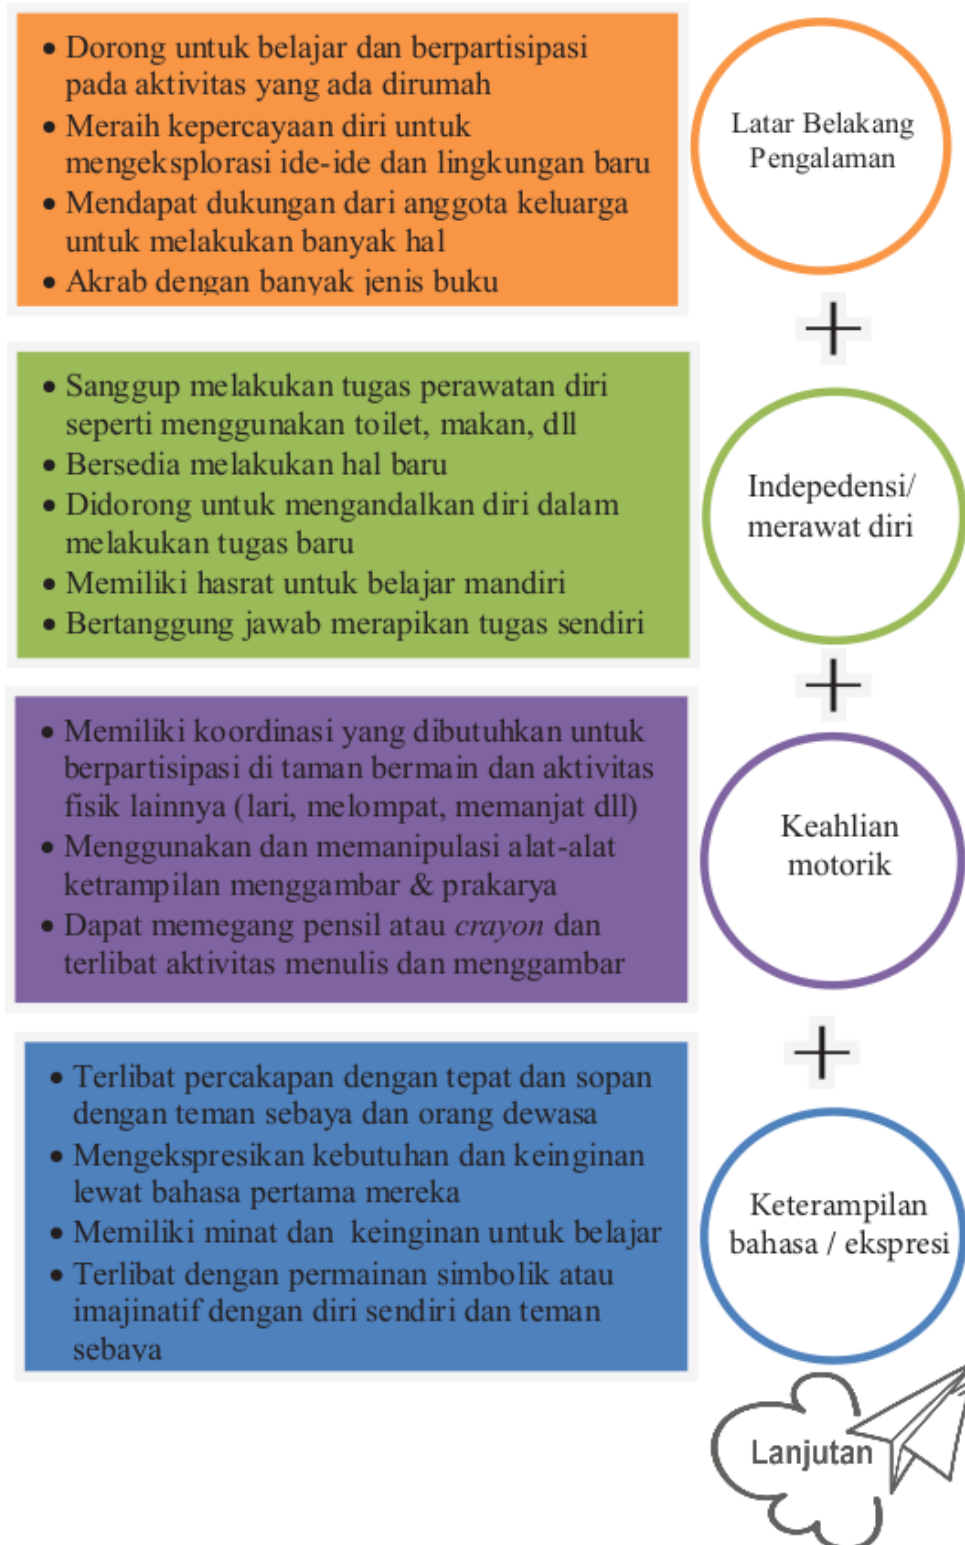 • Dorong untuk belajar dan berpartisipasi
pada aktivitas yang ada dirumah
• Meraih kepercayaan diri untuk
mengeksplorasi ide-ide dan lingkungan baru
• Mendapat dukungan dari anggota keluarga
untuk melakukan banyak hal
• Akrab dengan banyak jenis buku
Latar Belakang
Pengalaman
+
• Sanggup melakukan tugas perawatan diri
seperti menggunakan toilet, makan, dll
• Bersedia melakukan hal baru
• Didorong untuk mengandalkan diri dalam
melakukan tugas baru
• Memiliki hasrat untuk belajar mandiri
• Bertanggung jawab merapikan tugas sendiri
Indepedensi/
merawat diri
+
• Memiliki koordinasi yang dibutuhkan untuk
berpartisipasi di taman bermain dan aktivitas
fisik lainnya (lari, melompat, memanjat dll)
• Menggunakan dan memanipulasi alat-alat
ketrampilan menggambar & prakarya
• Dapat memegang pensil atau crayon dan
terlibat aktivitas menulis dan menggambar
Keahlian
motorik
+
• Terlibat percakapan dengan tepat dan sopan
dengan teman sebaya dan orang dewasa
• Mengekspresikan kebutuhan dan keinginan
lewat bahasa pertama mereka
• Memiliki minat dan keinginan untuk belajar
• Terlibat dengan permainan simbolik atau
imajinatif dengan diri sendiri dan teman
sebaya
Keterampilan
bahasa / ekspresi
Lanjutan